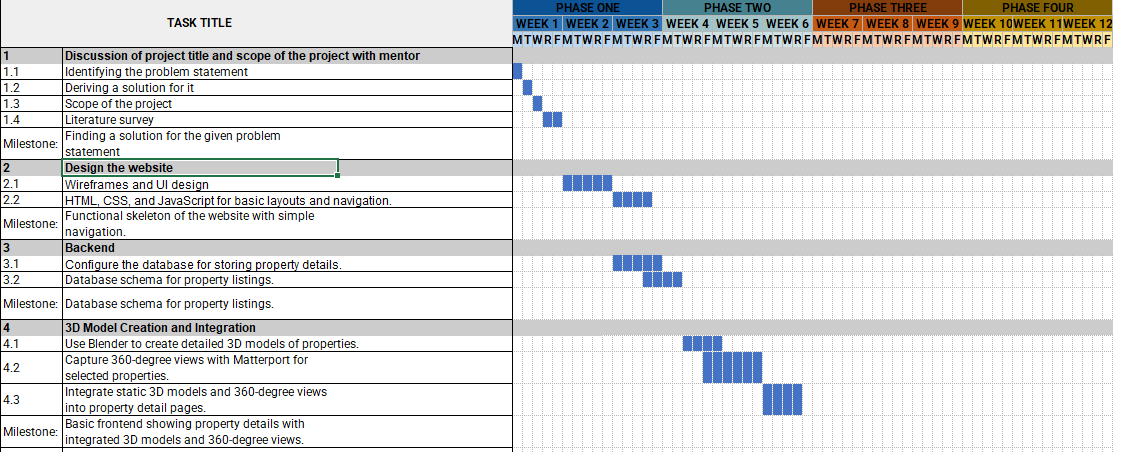 PHASE ONE PHASE TWO PHASE THREE PHASE FOUR
TASK TITLE
WEEK 1 WEEK 2 WEEK 3 WEEK 4 WEEK 5 WEEK 6 WEEK 7 WEEK 8 WEEK 9 WEEK 10 WEEK 11 WEEK 12
M T W R F M T W R F M T W R F M T W R F M T W R F M T W R F M T W R F M T W R F M T W R F M T W R F M T W R F M T W R F
1 Discussion of project title and scope of the project with mentor
1.1 Identifying the problem statement
1.2 Deriving a solution for it
1.3 Scope of the project
1.4 Literature survey
Milestone: Finding a solution for the given problem
statement
2 Design the website
2.1 Wireframes and UI design
2.2 HTML, CSS, and JavaScript for basic layouts and navigation.
Milestone: Functional skeleton of the website with simple
navigation.
3 Backend
3.1 Configure the database for storing property details.
3.2 Database schema for property listings.
Milestone: Database schema for property listings.
4 3D Model Creation and Integration
4.1 Use Blender to create detailed 3D models of properties.
4.2 Capture 360-degree views with Matterport for
selected properties.
4.3 Integrate static 3D models and 360-degree views
into property detail pages.
Milestone: Basic frontend showing property details with
integrated 3D models and 360-degree views.